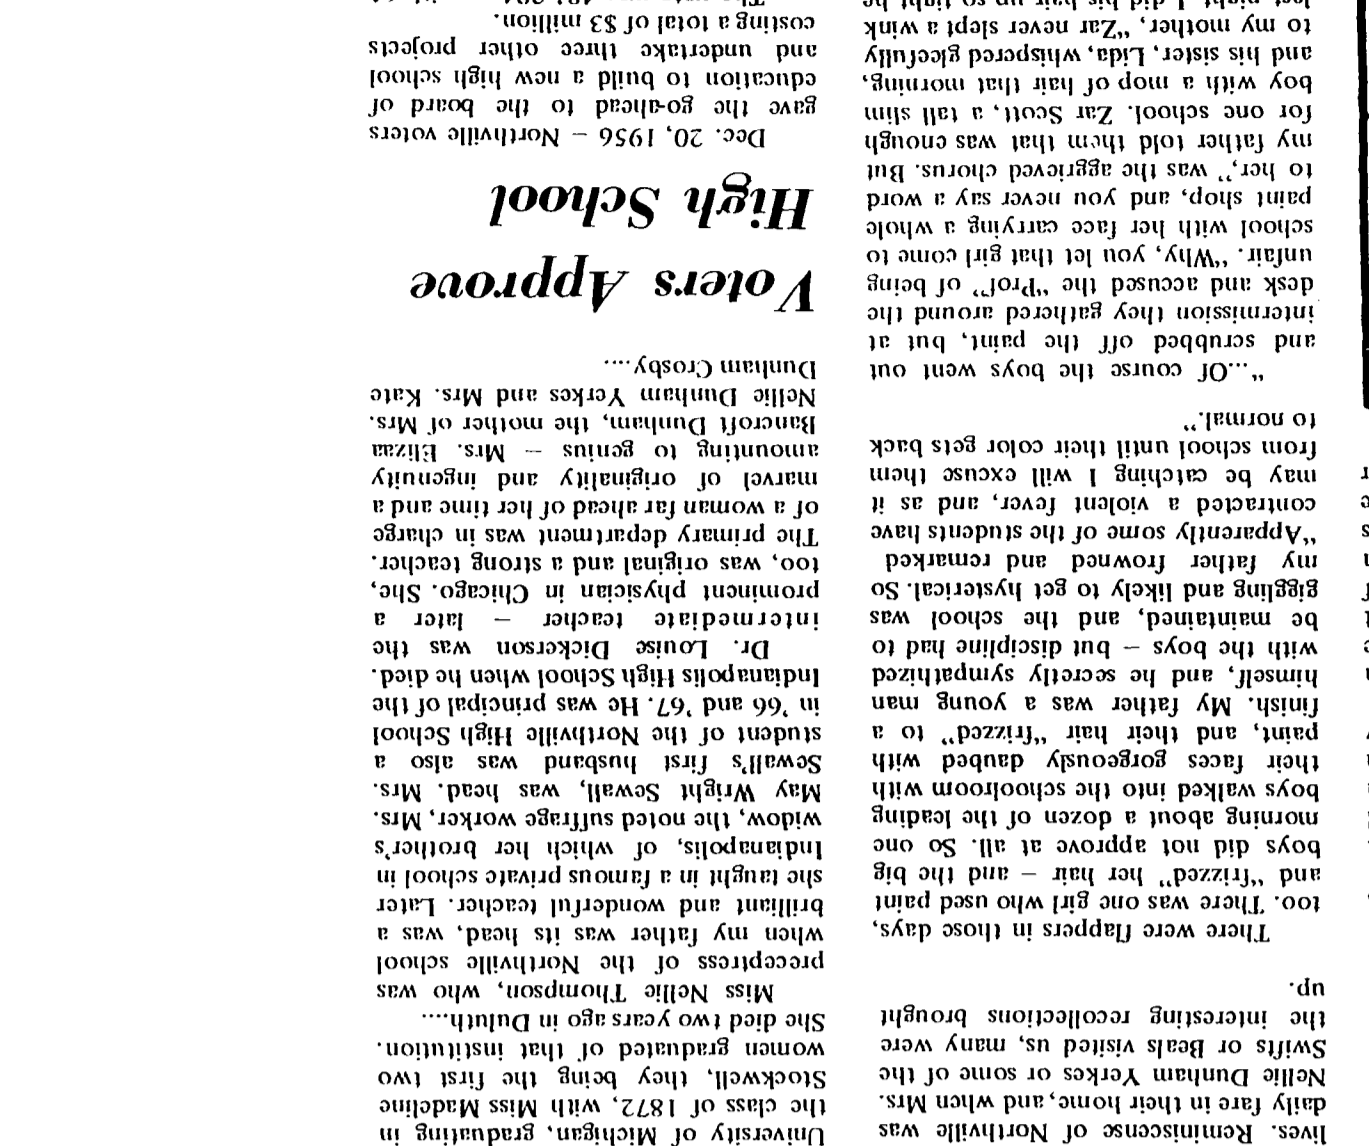 lives. Reminiscense of Northville was
daily fare in their home, and when Mrs.
Nellie Dunham Yerkes or some of the
Swifts or Beals visited us, many were
the interesting recollections brought
up.
There were flappers in those days,
too. There was one girl who used paint
and "frizzed" her hair – and the big
boys did not approve at all. So one
morning about a dozen of the leading
boys walked into the schoolroom with
their faces gorgeously daubed with
paint, and their hair "frizzed" to a
finish. My father was a young man
himself, and he secretly sympathized
with the boys – but discipline had to
be maintained, and the school was
giggling and likely to get hysterical. So
my father frowned and remarked
"Apparently some of the students have
contracted a violent fever, and as it
may be catching I will excuse them
from school until their color gets back
to normal."
"...Of course the boys went out
and scrubbed off the paint, but at
intermission they gathered around the
desk and accused the "Prof" of being
unfair. "Why, you let that girl come to
school with her face carrying a whole
paint shop, and you never say a word
to her," was the aggrieved chorus. But
my father told them that was enough
for one school. Zar Scott, a tall slim
boy with a mop of hair that morning,
and his sister, Lida, whispered gleefully
to my mother, "Zar never slept a wink
last night. I did his hair up so tight he
University of Michigan, graduating in
the class of 1872, with Miss Madeline
Stockwell, they being the first two
women graduated of that institution.
She died two years ago in Duluth....
Miss Nellie Thompson, who was
preceptress of the Northville school
when my father was its head, was a
brilliant and wonderful teacher. Later
she taught in a famous private school in
Indianapolis, of which her brother's
widow, the noted suffrage worker, Mrs.
May Wright Sewall, was head. Mrs.
Sewall's first husband was also a
student of the Northville High School
in '66 and '67. He was principal of the
Indianapolis High School when he died.
Dr. Louise Dickerson was the
intermediate teacher – later a
prominent physician in Chicago. She,
too, was original and a strong teacher.
The primary department was in charge
of a woman far ahead of her time and a
marvel of originality and ingenuity
amounting to genius – Mrs. Elizaa
Bancroft Dunham, the mother of Mrs.
Nellie Dunham Yerkes and Mrs. Kate
Dunham Crosby....
Voters Approve
High School
Dec. 20, 1956 – Northville voters
gave the go-ahead to the board of
education to build a new high school
and undertake three other projects
costing a total of $3 million.